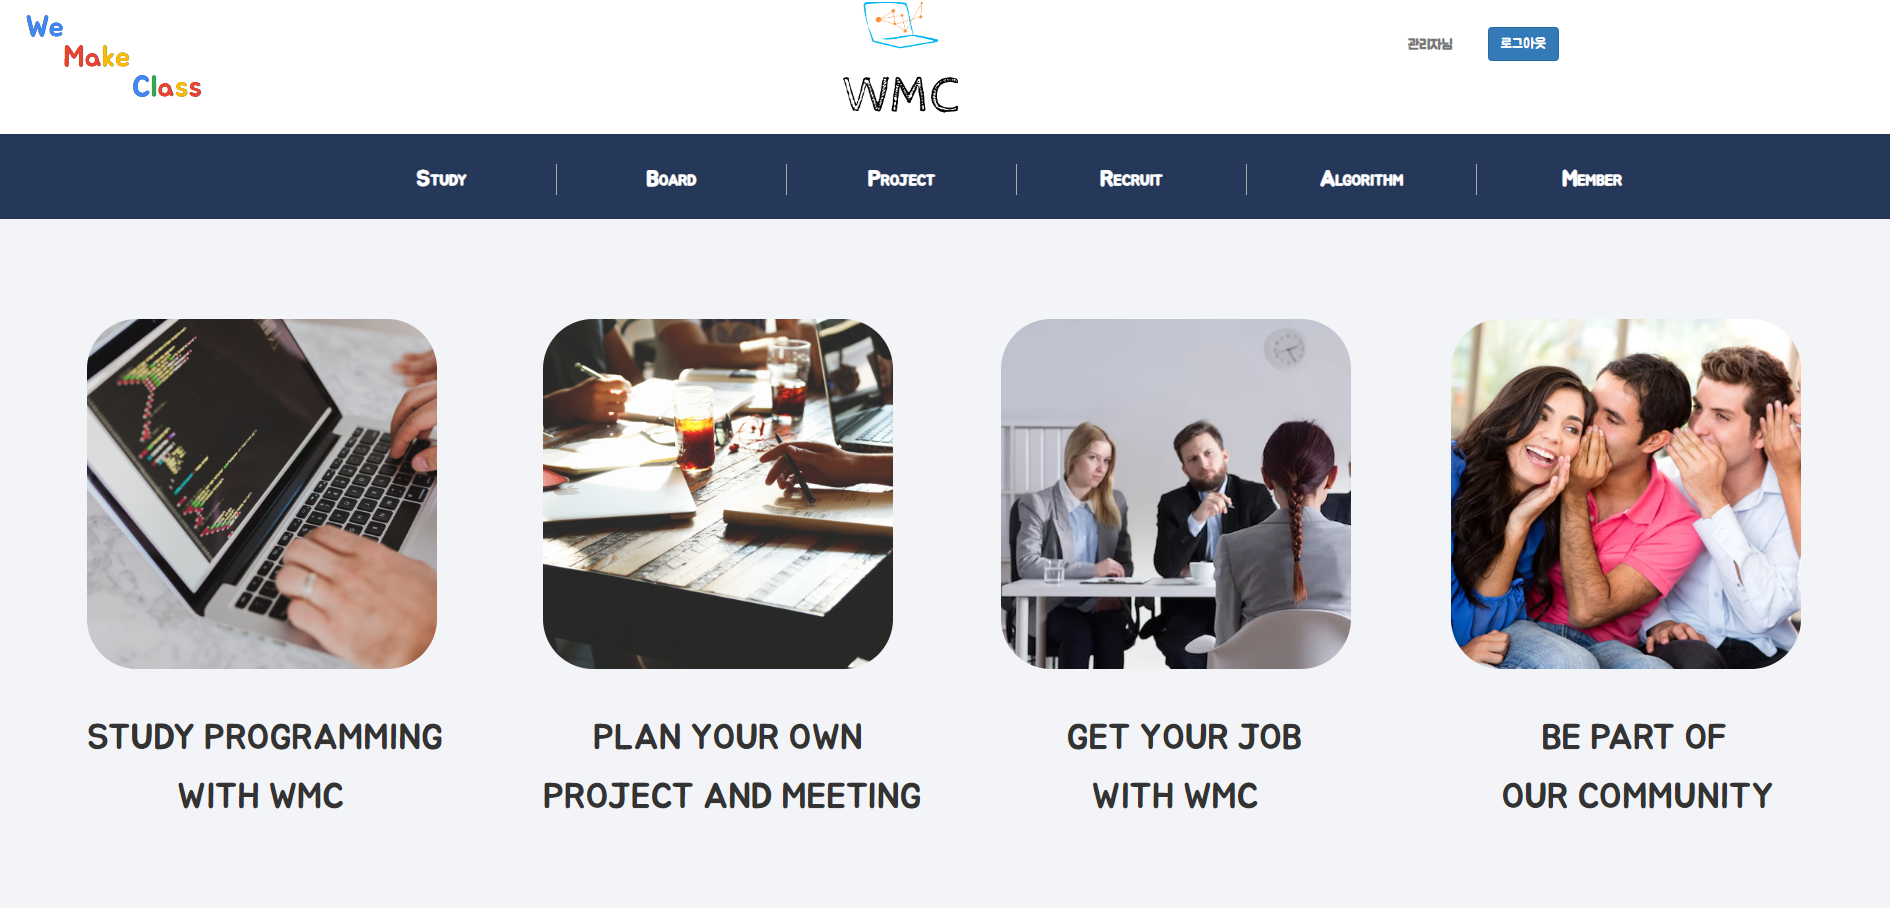 We
Make
Class
WMC
관리자님
로그아웃
STUDY
BOARD
PROJECT
RECRUIT
ALGORITHM
MEMBER
STUDY PROGRAMMING
WITH WMC
PLAN YOUR OWN
PROJECT AND MEETING
GET YOUR JOB
WITH WMC
BE PART OF
OUR COMMUNITY